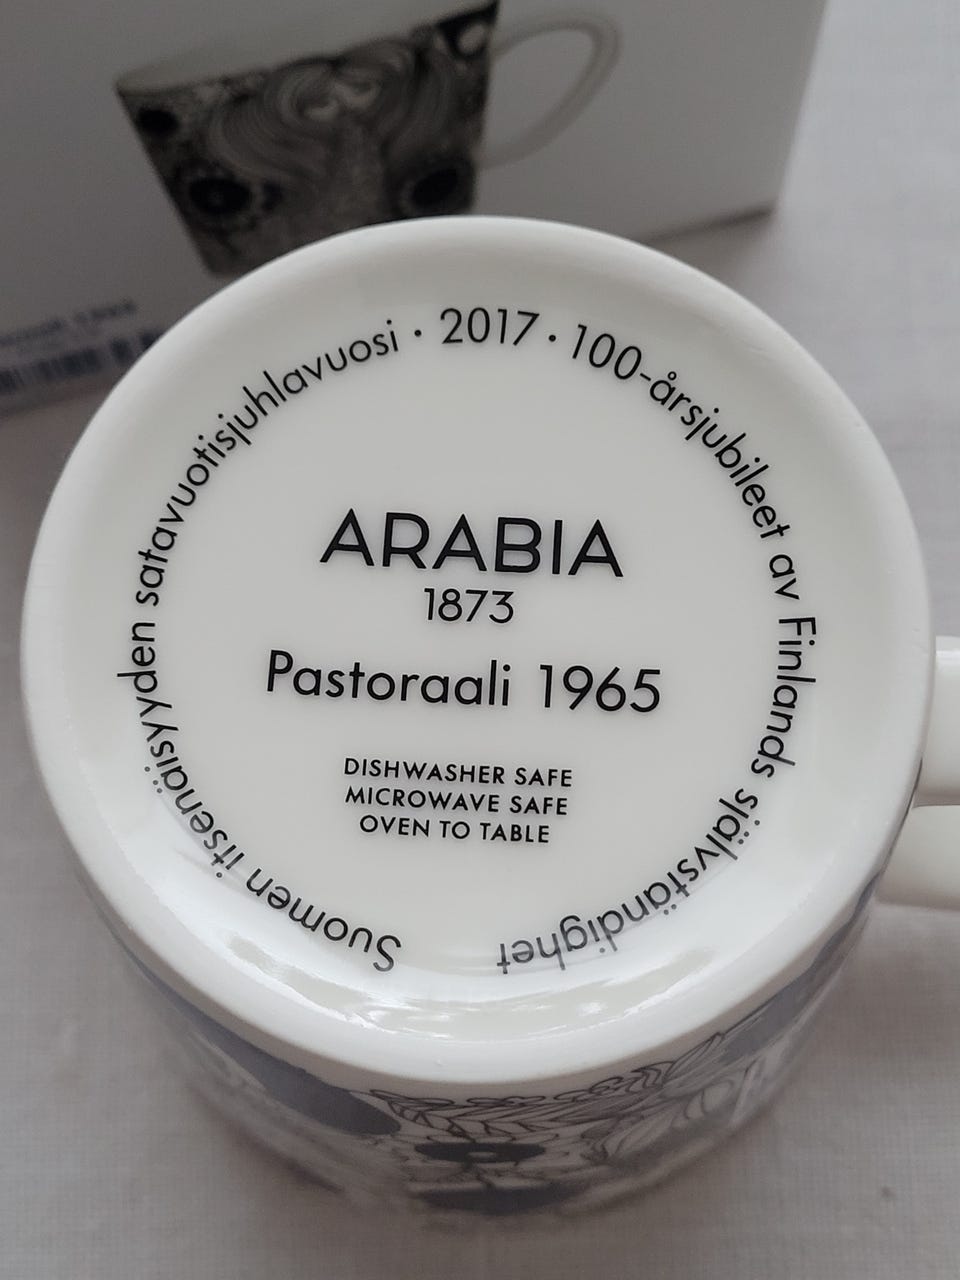 Suomen itsenäisyyden satavuotisjuhlavuosi · 2017 · 100-årsjubileet av Finlands självständighet
ARABIA
1873
Pastoraali 1965
DISHWASHER SAFE
MICROWAVE SAFE
OVEN TO TABLE